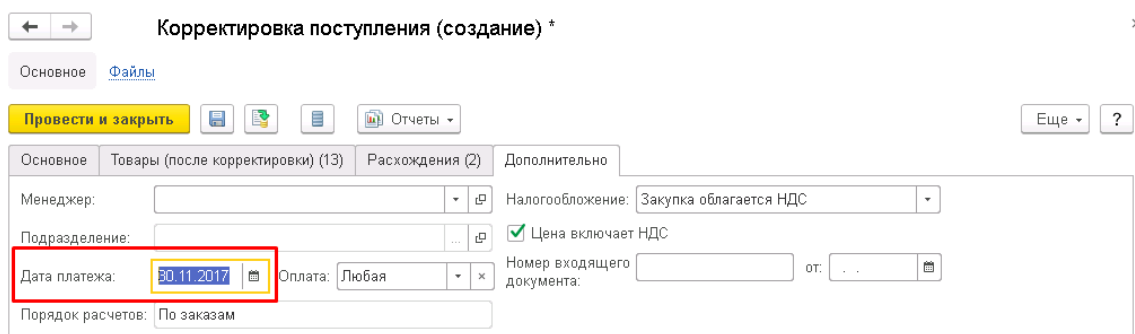 Корректировка поступления (создание) *
Основное Файлы
Провести и закрыть Отчеты Еще ?
Основное Товары (после корректировки) (13) Расхождения (2) Дополнительно
Менеджер: Налогообложение: Закупка облагается НДС
Подразделение: ... Цена включает НДС
Дата платежа: 30.11.2017 Оплата: Любая × Номер входящего документа: от: . .
Порядок расчетов: По заказам